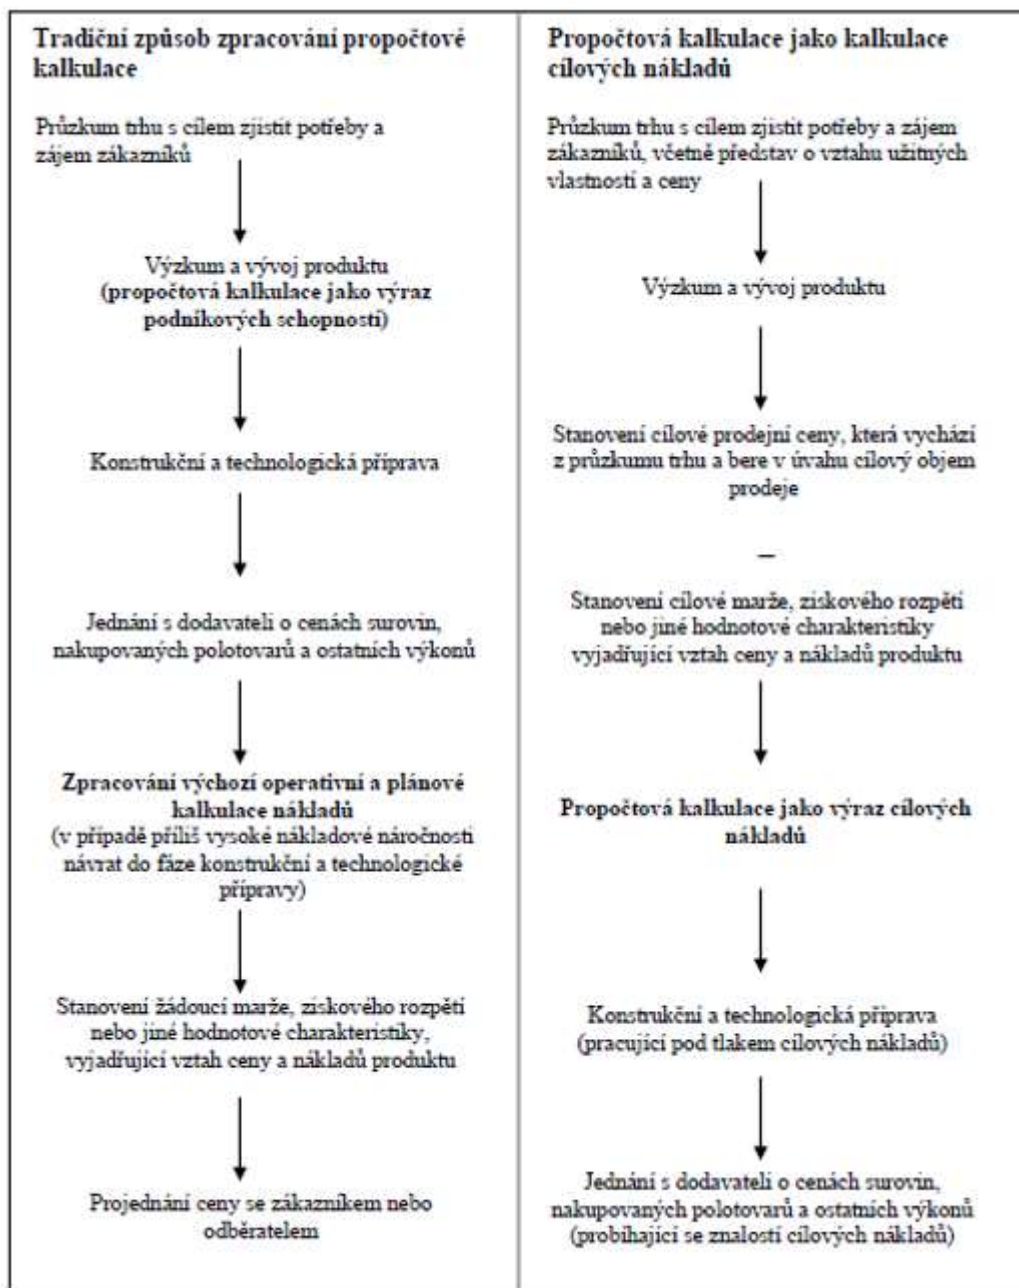 Tradiční způsob zpracování propočtové
kalkulace
Průzkum trhu s cílem zjistit potřeby a
zájem zákazníků
Výzkum a vývoj produktu
(propočtová kalkulace jako výraz
podnikových schopností)
Konstrukční a technologická příprava
Jednání s dodavateli o cenách surovin,
nakupovaných polotovarů a ostatních výkonů
Zpracování výchozí operativní a plánové
kalkulace nákladů
(v případě příliš vysoké nákladové náročnosti
návrat do fáze konstrukční a technologické
přípravy)
Stanovení žádoucí marže, ziskového rozpětí
nebo jiné hodnotové charakteristiky,
vyjadřující vztah ceny a nákladů produktu
Projednání ceny se zákazníkem nebo
odběratelem
Propočtová kalkulace jako kalkulace
cílových nákladů
Průzkum trhu s cílem zjistit potřeby a zájem
zákazníků, včetně představ o vztahu užitných
vlastností a ceny
Výzkum a vývoj produktu
Stanovení cílové prodejní ceny, která vychází
z průzkumu trhu a bere v úvahu cílový objem
prodeje
–
Stanovení cílové marže, ziskového rozpětí
nebo jiné hodnotové charakteristiky
vyjadřující vztah ceny a nákladů produktu
Propočtová kalkulace jako výraz cílových
nákladů
Konstrukční a technologická příprava
(pracující pod tlakem cílových nákladů)
Jednání s dodavateli o cenách surovin,
nakupovaných polotovarů a ostatních výkonů
(probíhající se znalostí cílových nákladů)